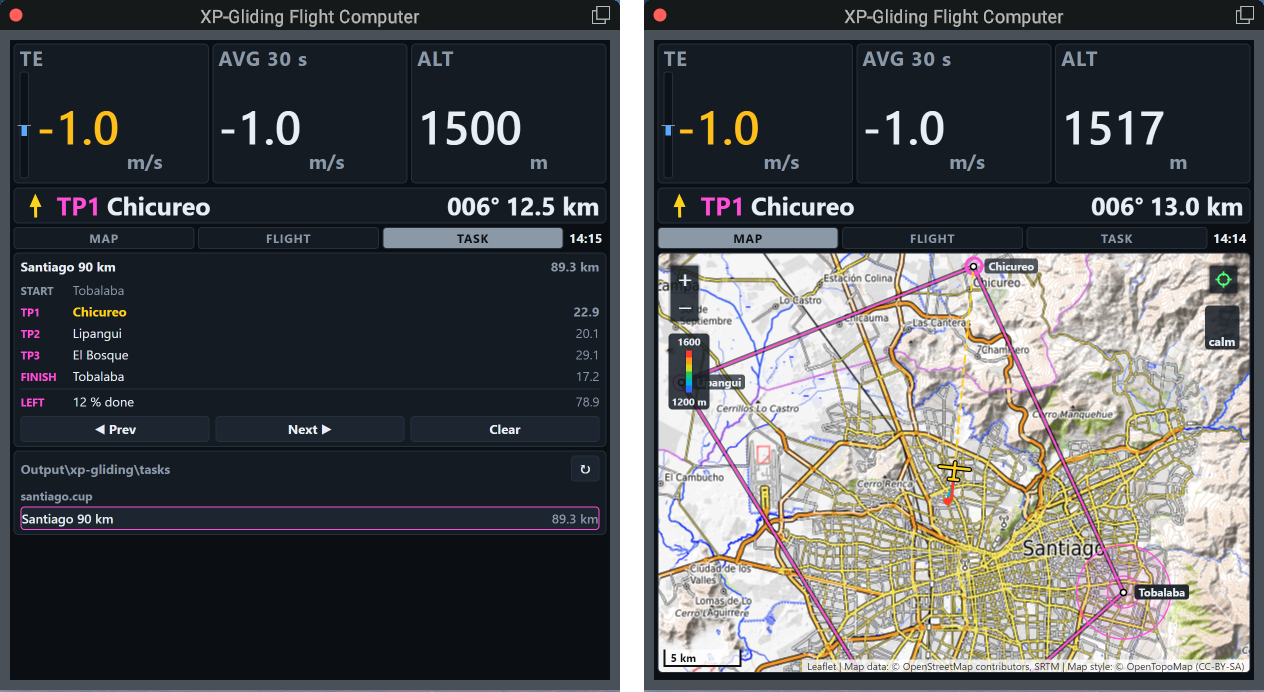 XP-Gliding Flight Computer
TE
AVG 30 s
ALT
-1.0
-1.0
1500
m/s
m/s
m
TP1 Chicureo
006° 12.5 km
MAP
FLIGHT
TASK
14:15
Santiago 90 km
89.3 km
START
Tobalaba
TP1
Chicureo
22.9
TP2
Lipangui
20.1
TP3
El Bosque
29.1
FINISH
Tobalaba
17.2
LEFT
12 % done
78.9
◀ Prev
Next ▶
Clear
Output\xp-gliding\tasks
↻
santiago.cup
Santiago 90 km
89.3 km
XP-Gliding Flight Computer
TE
AVG 30 s
ALT
-1.0
-1.0
1517
m/s
m/s
m
TP1 Chicureo
006° 13.0 km
MAP
FLIGHT
TASK
14:14
Chicureo
Chicureo
Estación Colina
+
−
Lo Castro
de
Septiembre
Chicauma
Las Canteras
calm
1600
1200 m
Cerrillos Lo Castro
Cerro Manquehue
El Cambucho
Cerro Renca
Santiago
Ciudad de los
Valles
Tobalaba
Lomas de Lo
Cerro L'Aguirre
5 km
Leaflet | Map data: © OpenStreetMap contributors, SRTM | Map style: © OpenTopoMap (CC-BY-SA)